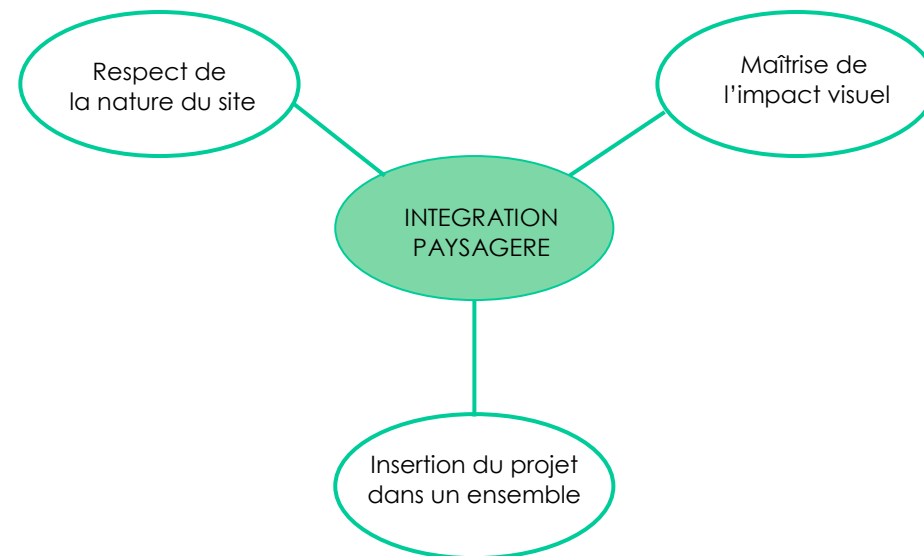 Respect de
la nature du site
Maîtrise de
l’impact visuel
INTEGRATION
PAYSAGERE
Insertion du projet
dans un ensemble